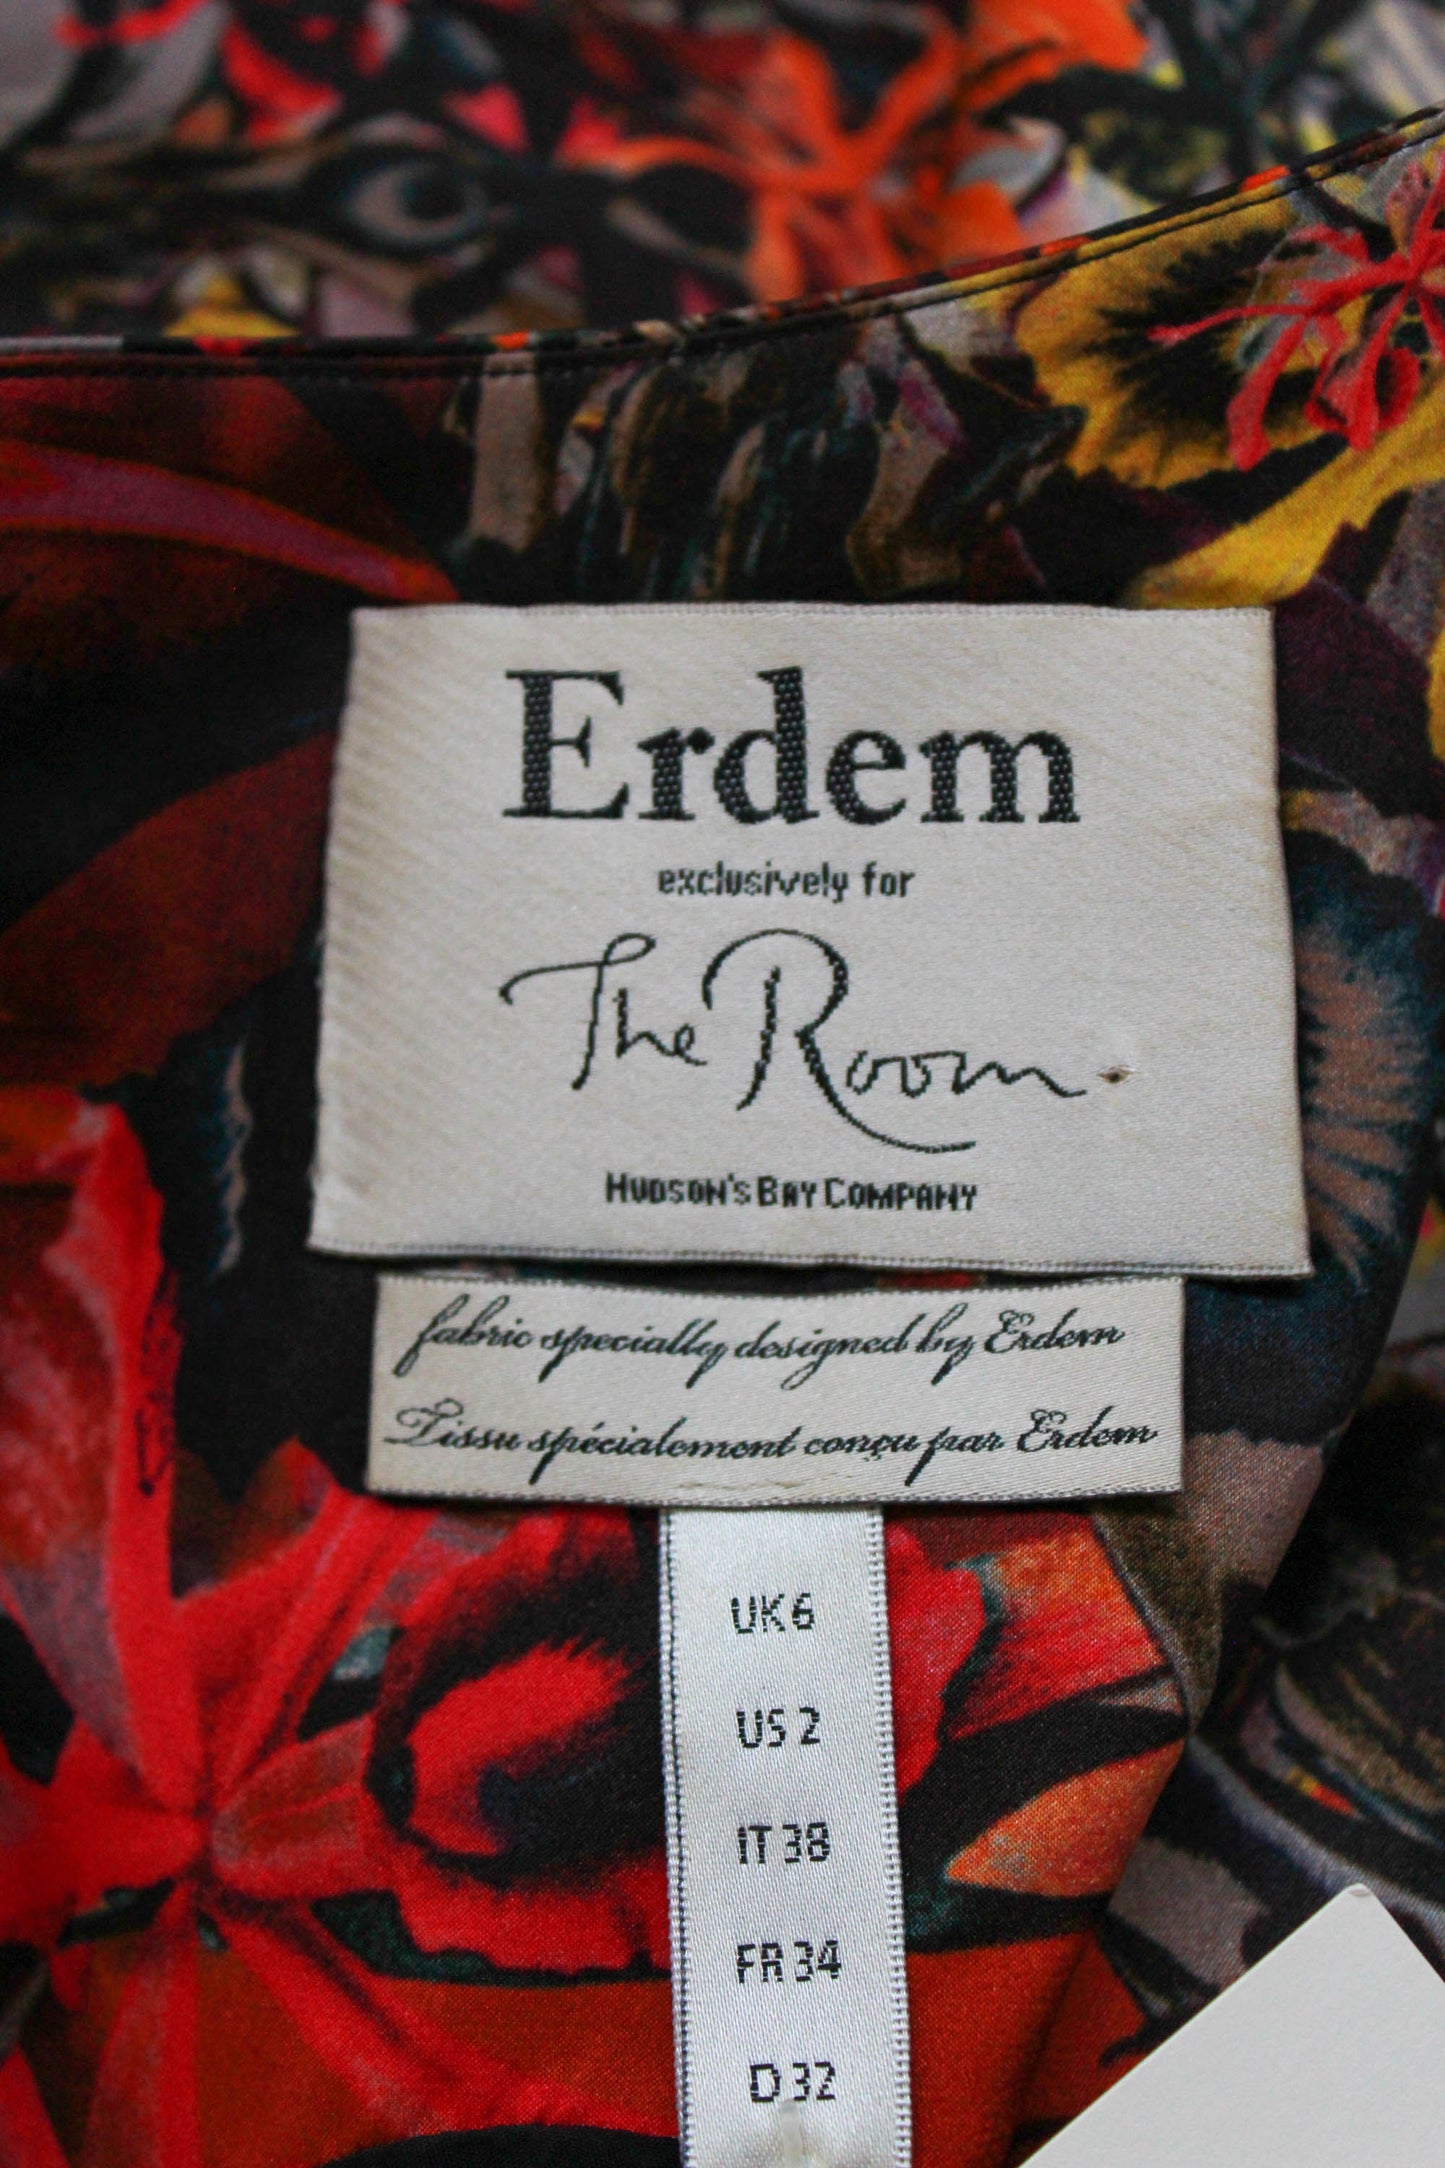 Erdem
exclusively for
The Room
HUDSON'S BAY COMPANY
fabric specially designed by Erdem
Tissu spécialement conçu par Erdem
UK 6
US 2
IT 38
FR 34
D 32